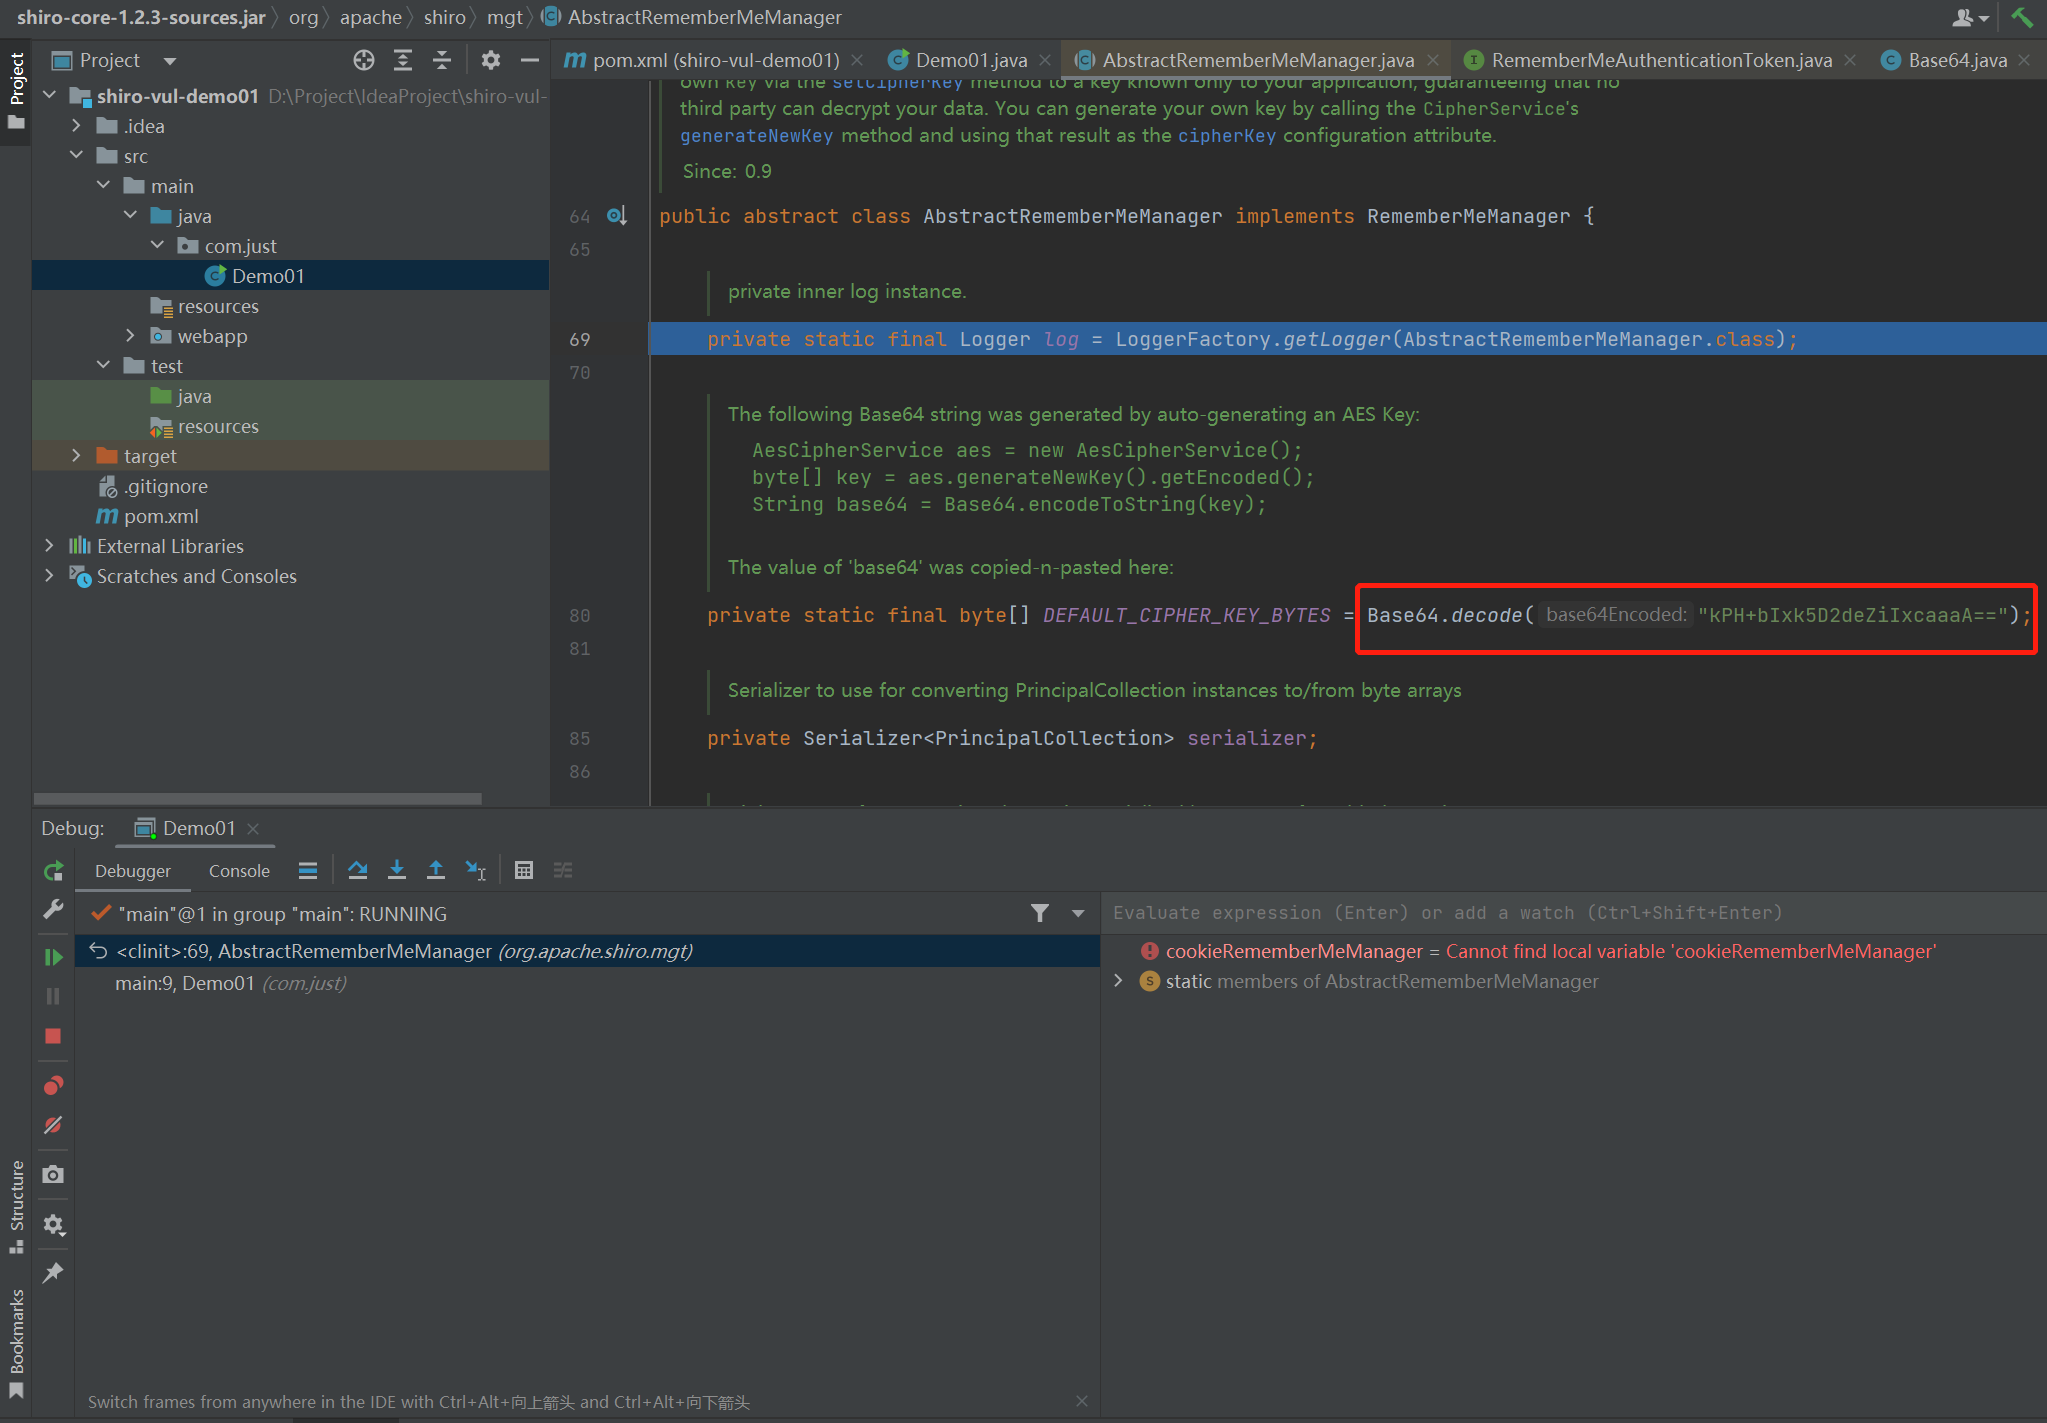 shiro-core-1.2.3-sources.jar 〉 org 〉 apache 〉 shiro 〉 mgt 〉 AbstractRememberMeManager
Project
Project
pom.xml (shiro-vul-demo01)
Demo01.java
AbstractRememberMeManager.java
RememberMeAuthenticationToken.java
Base64.java
shiro-vul-demo01 D:\Project\IdeaProject\shiro-vul-
.idea
src
main
java
com.just
Demo01
resources
webapp
test
java
resources
target
.gitignore
pom.xml
External Libraries
Scratches and Consoles
own key via the setCipherKey method to a key known only to your application, guaranteeing that no
third party can decrypt your data. You can generate your own key by calling the CipherService's
generateNewKey method and using that result as the cipherKey configuration attribute.
Since: 0.9
64 public abstract class AbstractRememberMeManager implements RememberMeManager {
65
private inner log instance.
69 private static final Logger log = LoggerFactory.getLogger(AbstractRememberMeManager.class);
70
The following Base64 string was generated by auto-generating an AES Key:
AesCipherService aes = new AesCipherService();
byte[] key = aes.generateNewKey().getEncoded();
String base64 = Base64.encodeToString(key);
The value of 'base64' was copied-n-pasted here:
80 private static final byte[] DEFAULT_CIPHER_KEY_BYTES = Base64.decode( base64Encoded: "kPH+bIxk5D2deZiIxcaaaA==");
81
Serializer to use for converting PrincipalCollection instances to/from byte arrays
85 private Serializer<PrincipalCollection> serializer;
86
Debug: Demo01
Debugger Console
"main"@1 in group "main": RUNNING
<clinit>:69, AbstractRememberMeManager (org.apache.shiro.mgt)
main:9, Demo01 (com.just)
Evaluate expression (Enter) or add a watch (Ctrl+Shift+Enter)
cookieRememberMeManager = Cannot find local variable 'cookieRememberMeManager'
static members of AbstractRememberMeManager
Structure
Bookmarks
Switch frames from anywhere in the IDE with Ctrl+Alt+向上箭头 and Ctrl+Alt+向下箭头